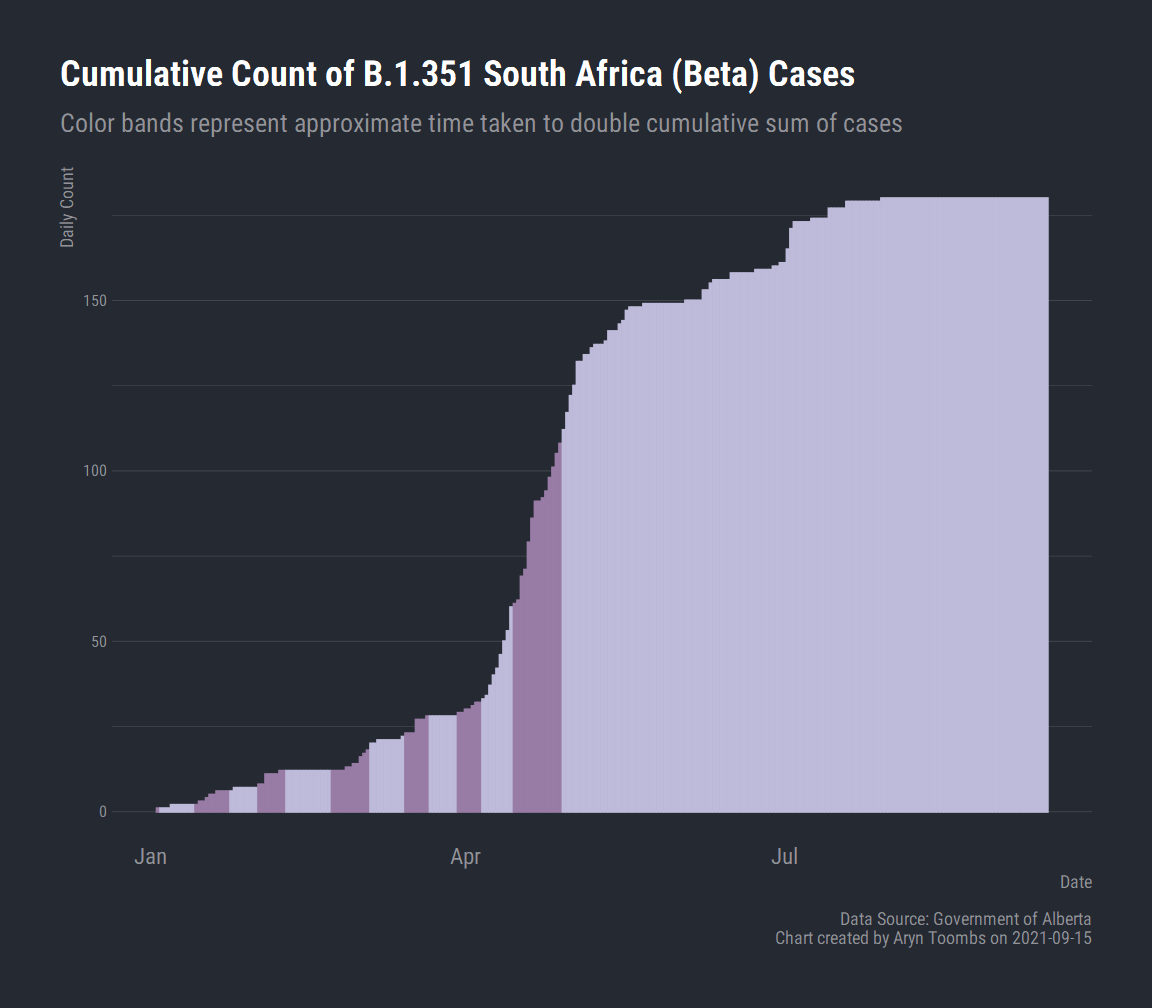 Cumulative Count of B.1.351 South Africa (Beta) Cases
Color bands represent approximate time taken to double cumulative sum of cases
Daily Count
150
100
50
0
Jan
Apr
Jul
Date
Data Source: Government of Alberta
Chart created by Aryn Toombs on 2021-09-15